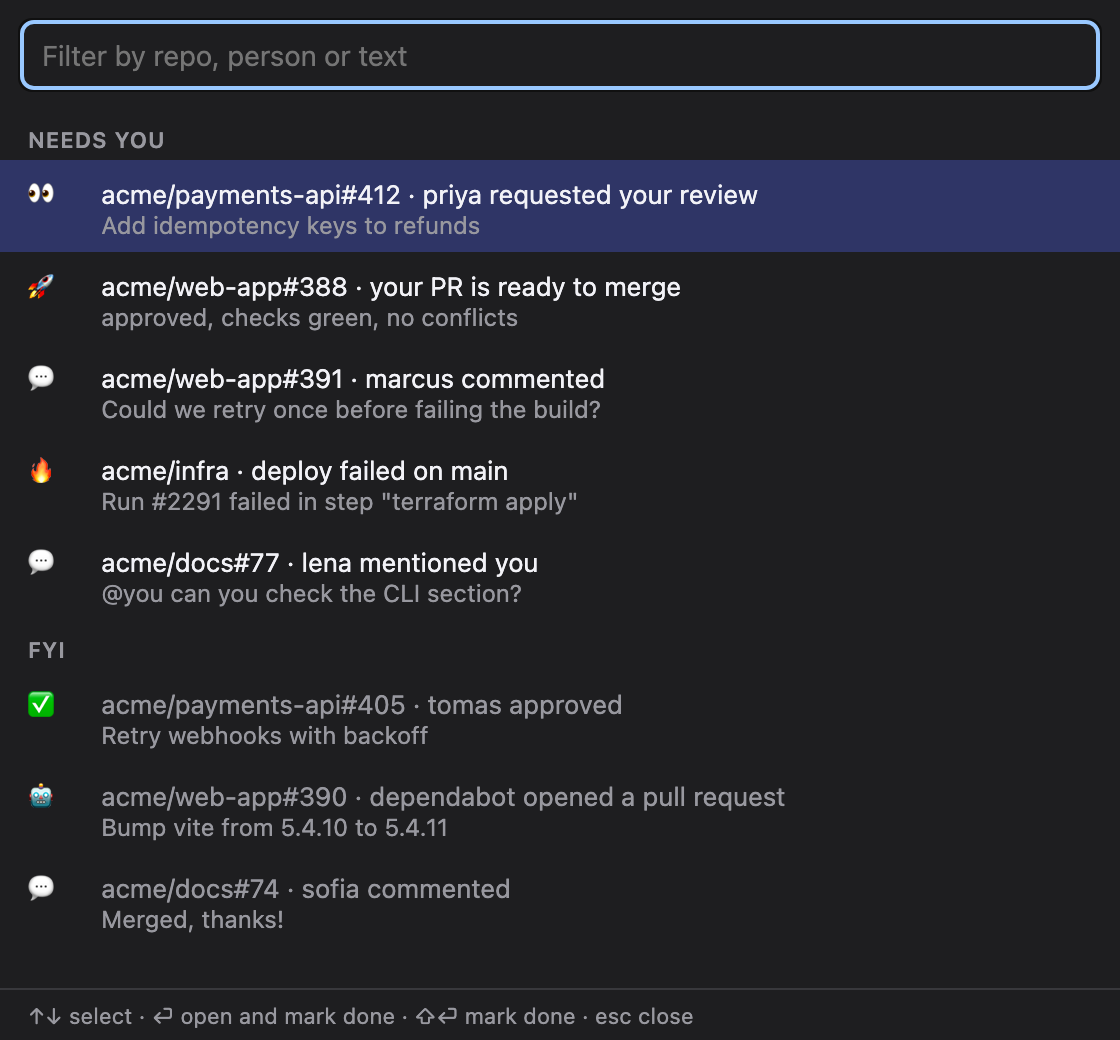 Filter by repo, person or text
NEEDS YOU
acme/payments-api#412 · priya requested your review
Add idempotency keys to refunds
acme/web-app#388 · your PR is ready to merge
approved, checks green, no conflicts
acme/web-app#391 · marcus commented
Could we retry once before failing the build?
acme/infra · deploy failed on main
Run #2291 failed in step "terraform apply"
acme/docs#77 · lena mentioned you
@you can you check the CLI section?
FYI
acme/payments-api#405 · tomas approved
Retry webhooks with backoff
acme/web-app#390 · dependabot opened a pull request
Bump vite from 5.4.10 to 5.4.11
acme/docs#74 · sofia commented
Merged, thanks!
↑↓ select · ⏎ open and mark done · ⇧⏎ mark done · esc close